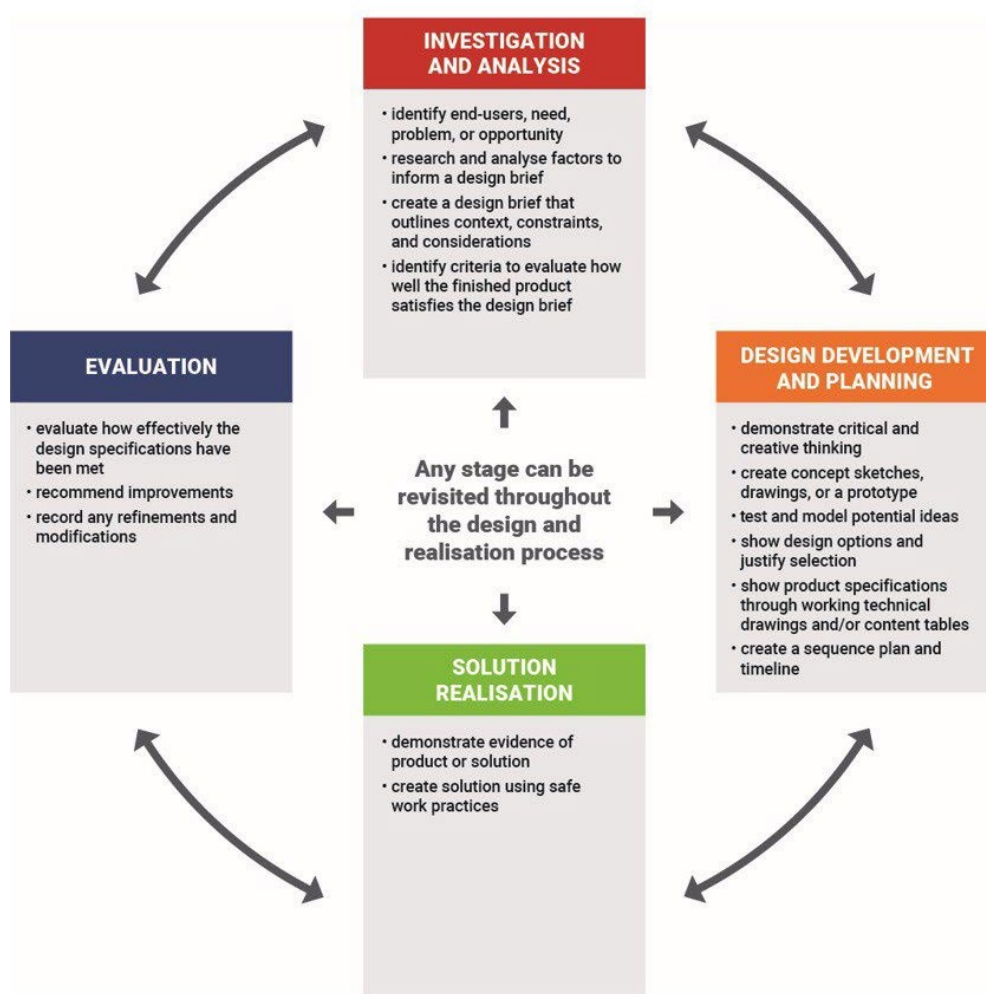 INVESTIGATION
AND ANALYSIS
• identify end-users, need,
problem, or opportunity
• research and analyse factors to
inform a design brief
• create a design brief that
outlines context, constraints,
and considerations
• identify criteria to evaluate how
well the finished product
satisfies the design brief
EVALUATION
• evaluate how effectively the
design specifications have
been met
• recommend improvements
• record any refinements and
modifications
Any stage can be
revisited throughout
the design and
realisation process
DESIGN DEVELOPMENT
AND PLANNING
• demonstrate critical and
creative thinking
• create concept sketches,
drawings, or a prototype
• test and model potential ideas
• show design options and
justify selection
• show product specifications
through working technical
drawings and/or content tables
• create a sequence plan and
timeline
SOLUTION
REALISATION
• demonstrate evidence of
product or solution
• create solution using safe
work practices